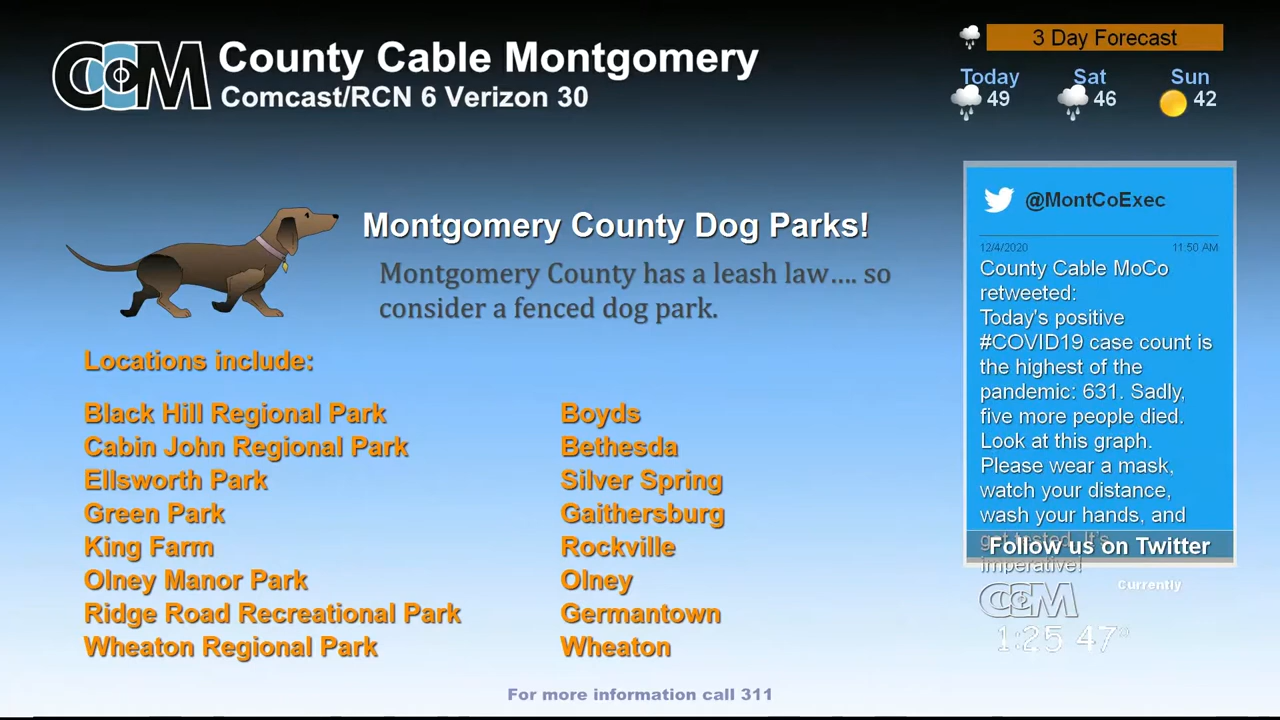 CCM
County Cable Montgomery
Comcast/RCN 6 Verizon 30
3 Day Forecast
Today Sat Sun
49 46 42
@MontCoExec
12/4/2020 11:50 AM
County Cable MoCo
retweeted:
Today's positive
#COVID19 case count is
the highest of the
pandemic: 631. Sadly,
five more people died.
Look at this graph.
Please wear a mask,
watch your distance,
wash your hands, and
get tested. It's
imperative!
Follow us on Twitter
CCM
Currently
1:25 47°
Montgomery County Dog Parks!
Montgomery County has a leash law.... so
consider a fenced dog park.
Locations include:
Black Hill Regional Park Boyds
Cabin John Regional Park Bethesda
Ellsworth Park Silver Spring
Green Park Gaithersburg
King Farm Rockville
Olney Manor Park Olney
Ridge Road Recreational Park Germantown
Wheaton Regional Park Wheaton
For more information call 311